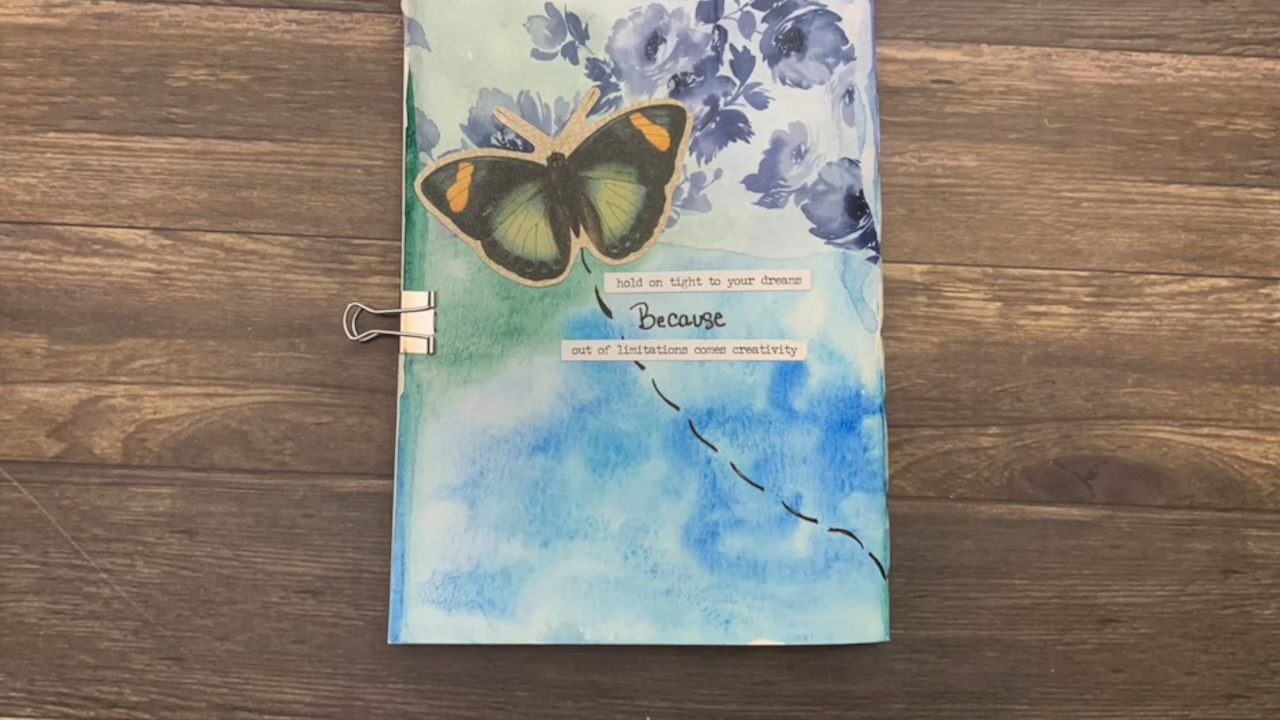 hold on tight to your dreams
Because
out of limitations comes creativity